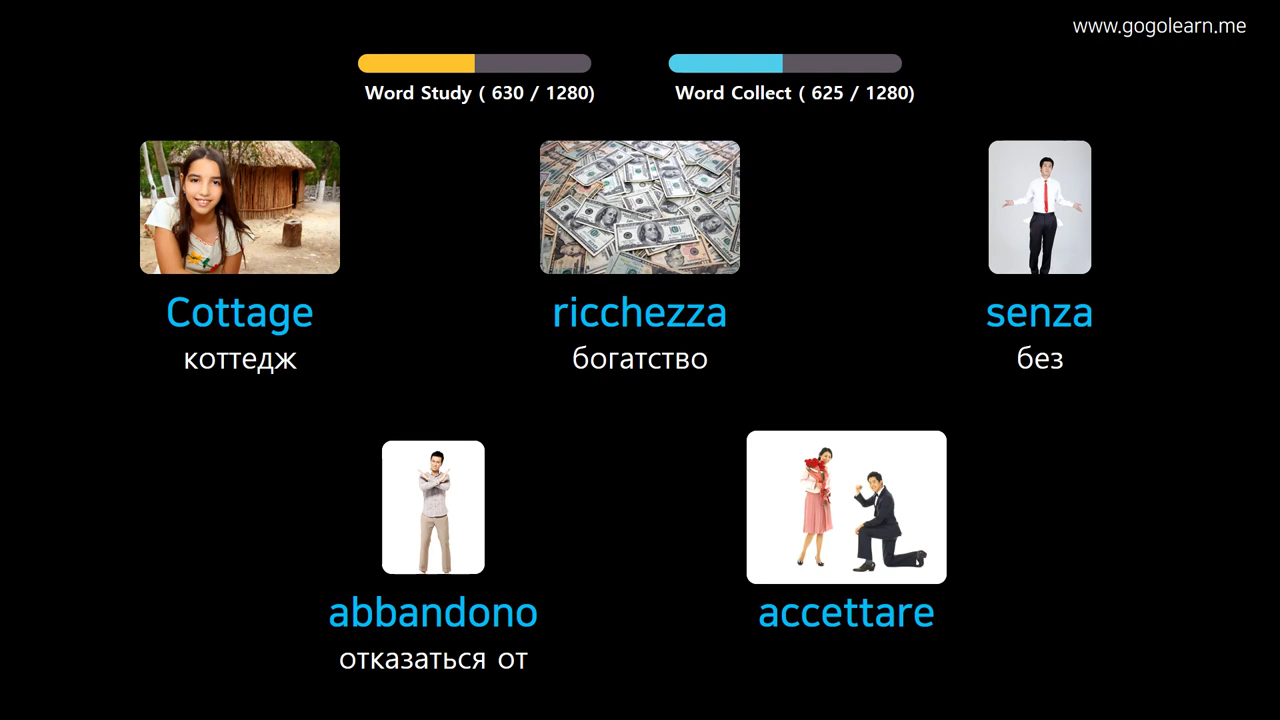 www.gogolearn.me
Word Study ( 630 / 1280)
Word Collect ( 625 / 1280)
Cottage
коттедж
ricchezza
богатство
senza
без
abbandono
отказаться от
accettare